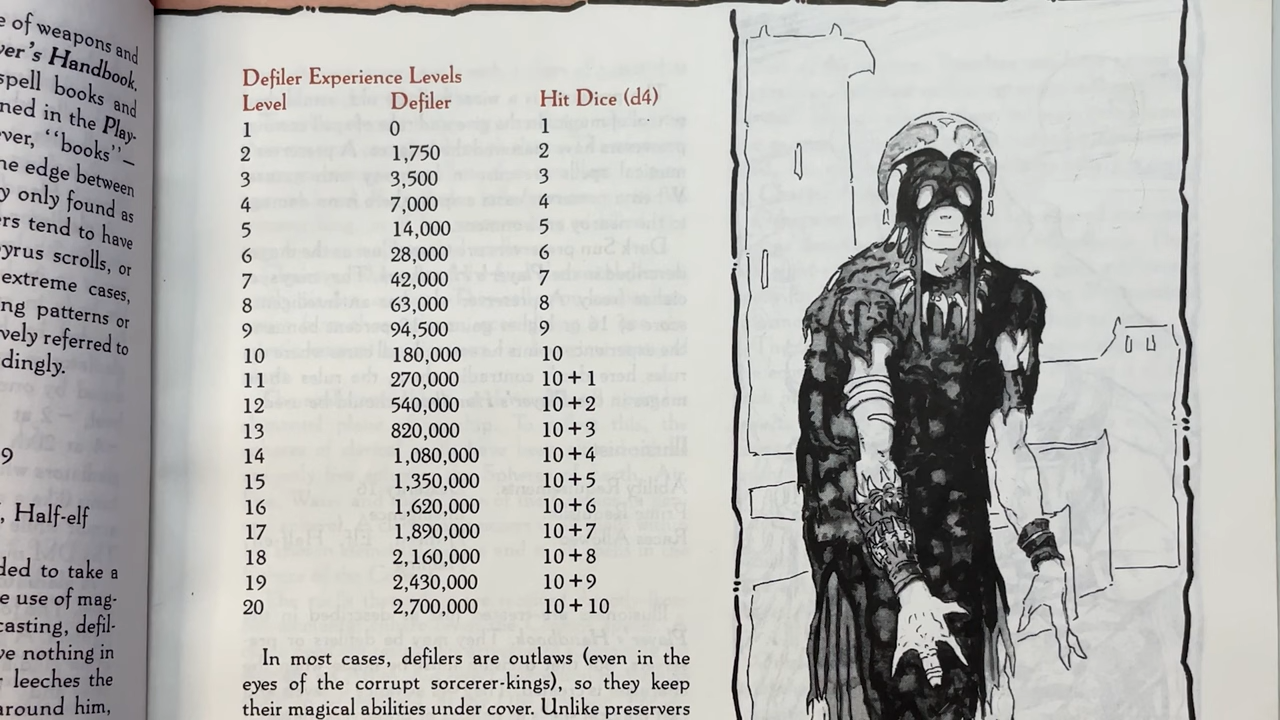 e of weapons and
er's Handbook.
spell books and
ned in the Play-
ver, "books"—
he edge between
y only found as
ers tend to have
pyrus scrolls, or
extreme cases,
ng patterns or
vely referred to
dingly.
9
, Half-elf
ded to take a
e use of mag-
casting, defil-
ve nothing in
leeches the
around him,
Defiler Experience Levels
Level Defiler Hit Dice (d4)
1 0 1
2 1,750 2
3 3,500 3
4 7,000 4
5 14,000 5
6 28,000 6
7 42,000 7
8 63,000 8
9 94,500 9
10 180,000 10
11 270,000 10+1
12 540,000 10+2
13 820,000 10+3
14 1,080,000 10+4
15 1,350,000 10+5
16 1,620,000 10+6
17 1,890,000 10+7
18 2,160,000 10+8
19 2,430,000 10+9
20 2,700,000 10+10
In most cases, defilers are outlaws (even in the
eyes of the corrupt sorcerer-kings), so they keep
their magical abilities under cover. Unlike preservers